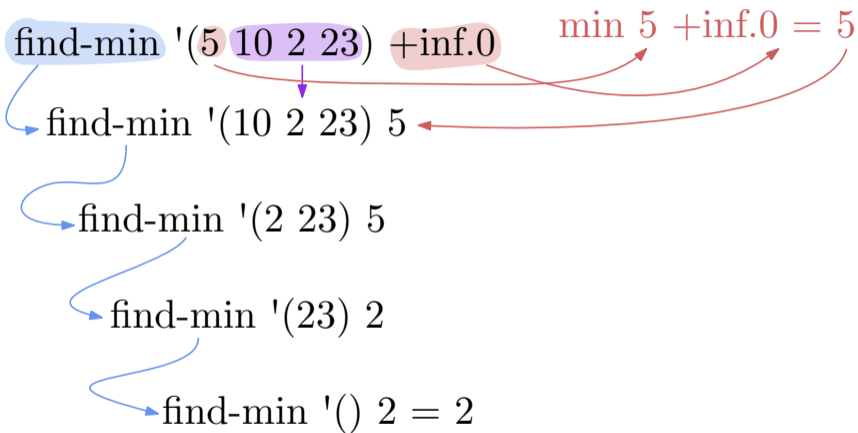 find-min '(5 10 2 23) +inf.0 min 5 +inf.0 = 5
find-min '(10 2 23) 5
find-min '(2 23) 5
find-min '(23) 2
find-min '() 2 = 2